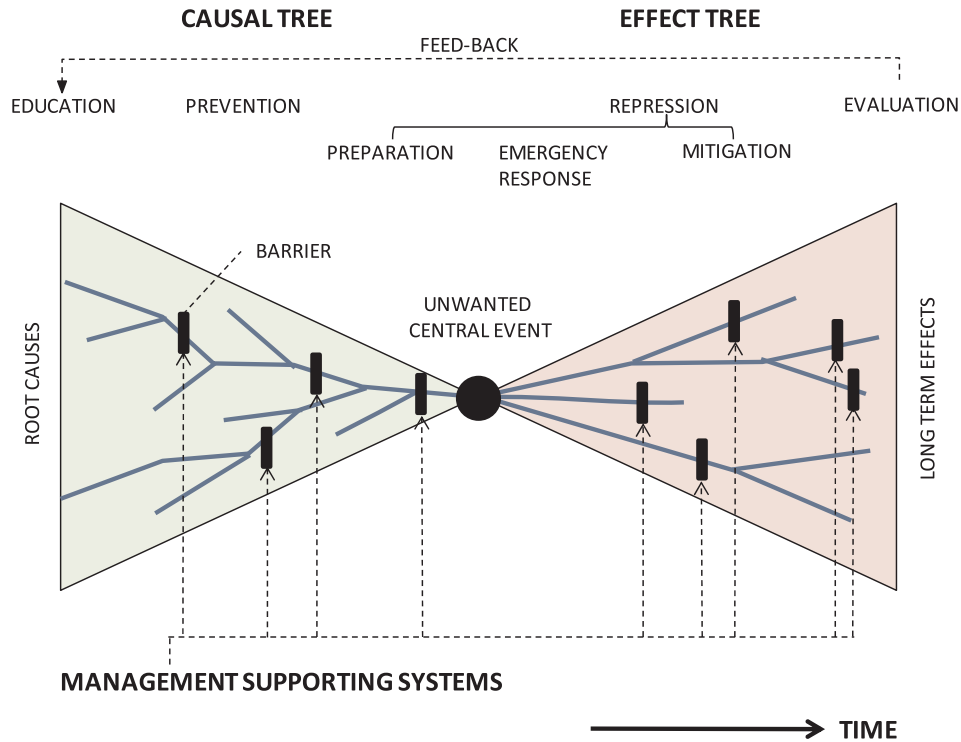 CAUSAL TREE
EFFECT TREE
FEED-BACK
EDUCATION
PREVENTION
REPRESSION
EVALUATION
PREPARATION
EMERGENCY
RESPONSE
MITIGATION
BARRIER
UNWANTED
CENTRAL EVENT
ROOT CAUSES
LONG TERM EFFECTS
MANAGEMENT SUPPORTING SYSTEMS
TIME